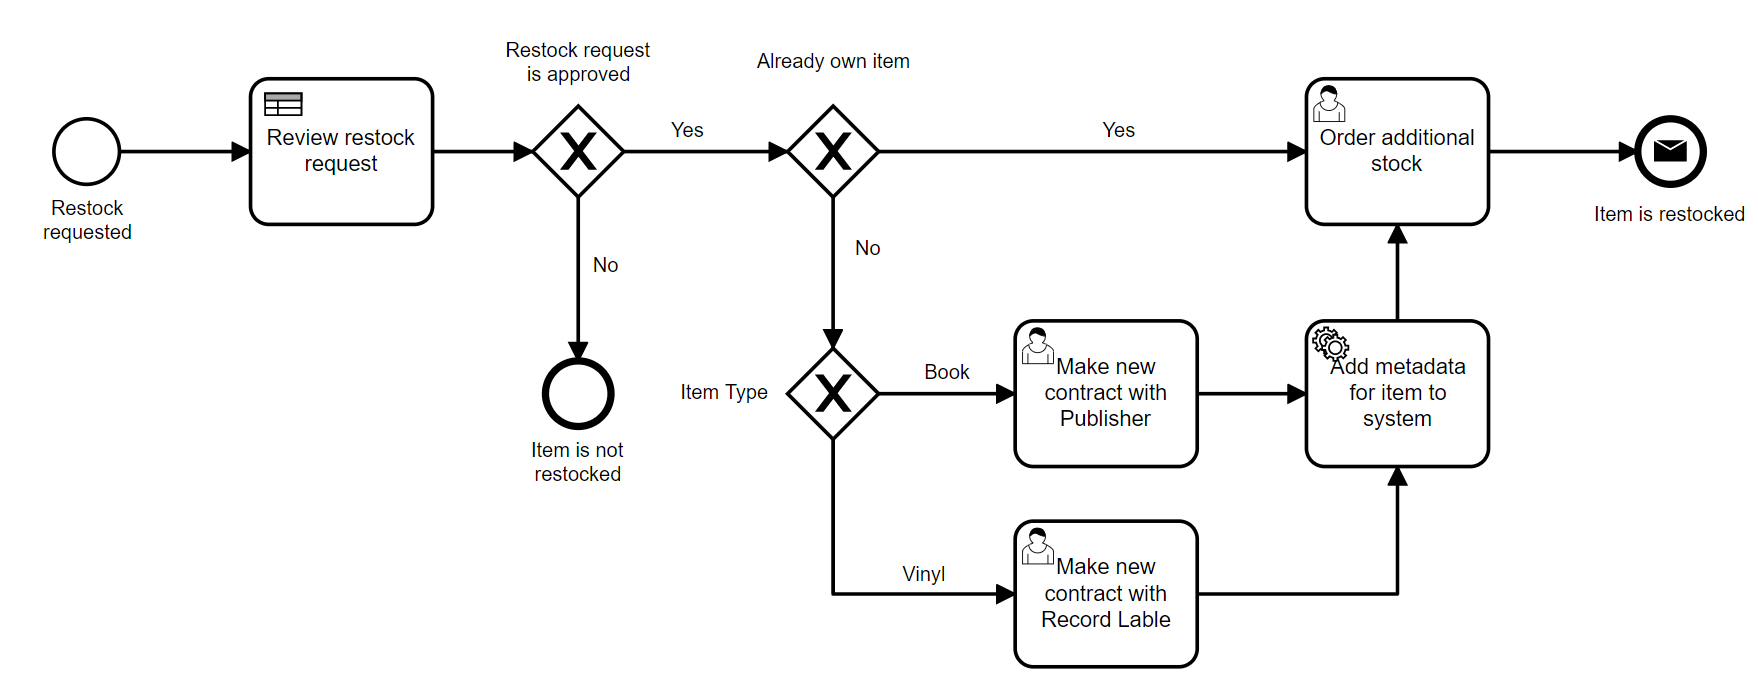 Restock request
is approved
Already own item
Review restock
request
Yes
Yes
Order additional
stock
Restock
requested
Item is restocked
No
No
Item Type
Book
Make new
contract with
Publisher
Add metadata
for item to
system
Item is not
restocked
Vinyl
Make new
contract with
Record Lable